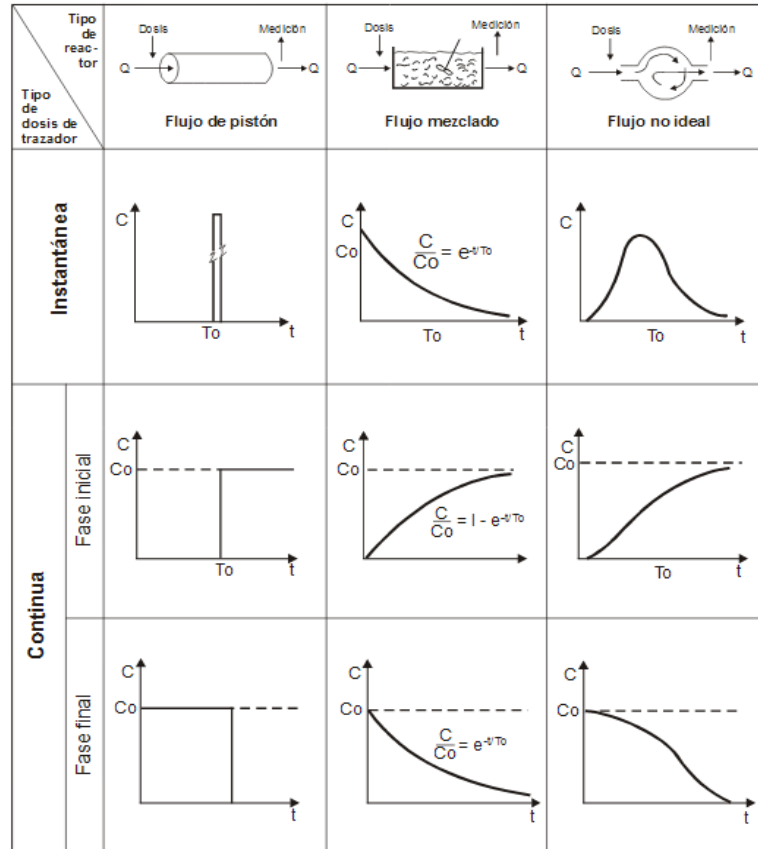 Tipo
de
reac-
tor
Tipo
de
dosis de
trazador
Dosis
Medición
Q
Q
Flujo de pistón
Dosis
Medición
Q
Q
Flujo mezclado
Dosis
Medición
Q
Q
Flujo no ideal
Instantánea
C
To
t
C
Co
C/Co = e-t/To
To
t
C
To
t
Continua
Fase inicial
C
Co
To
t
C
Co
C/Co = I - e-t/To
t
C
Co
To
t
Fase final
C
Co
t
C
Co
C/Co = e-t/To
t
C
Co
t